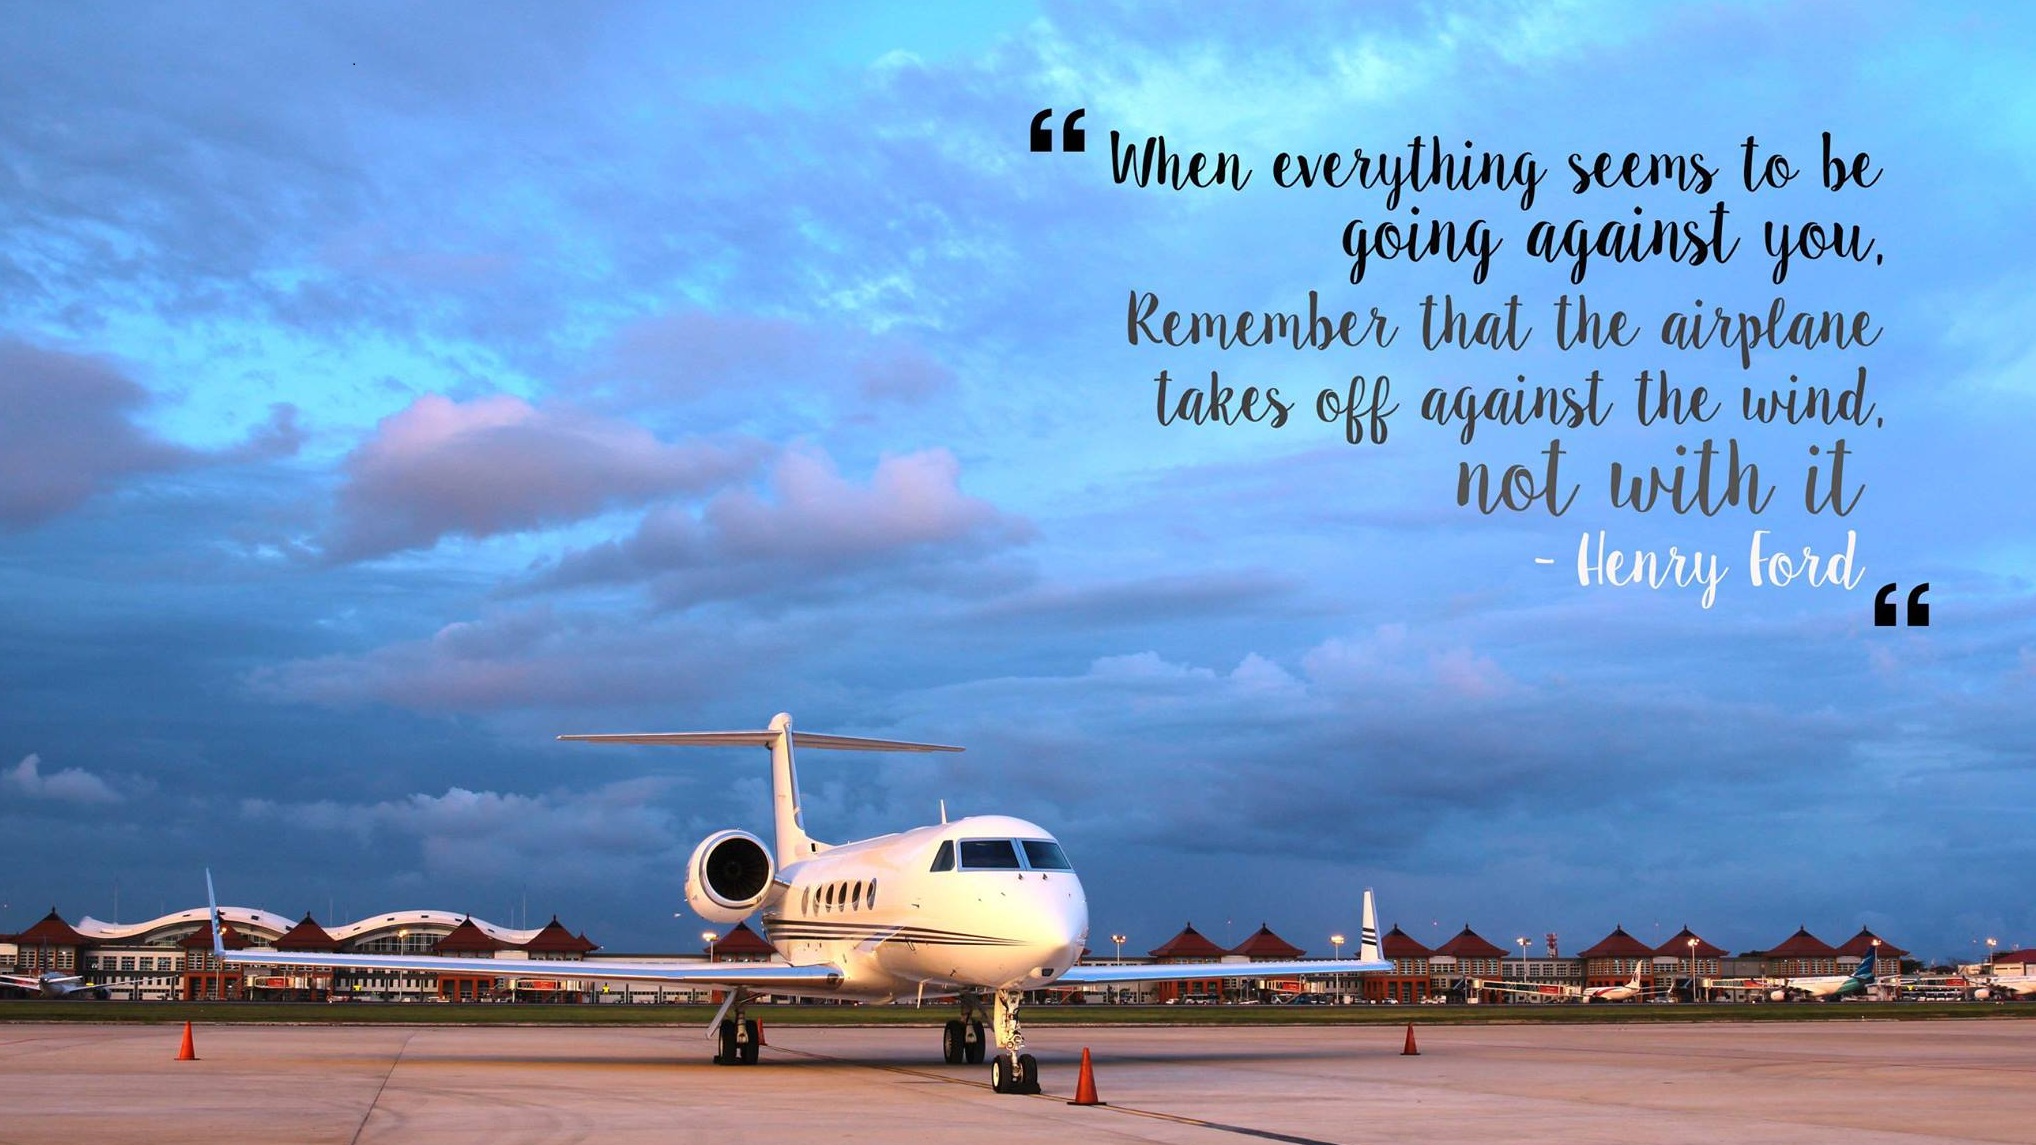 “ When everything seems to be
going against you,
Remember that the airplane
takes off against the wind,
not with it
- Henry Ford “